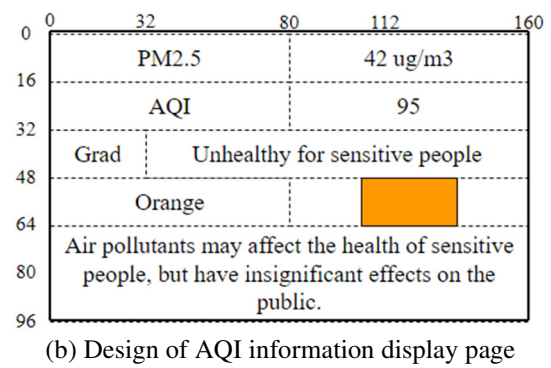 0 32 80 112 160
0
PM2.5 42 ug/m3
16
AQI 95
32
Grad Unhealthy for sensitive people
48
Orange
64
Air pollutants may affect the health of sensitive
80 people, but have insignificant effects on the
public.
96
(b) Design of AQI information display page